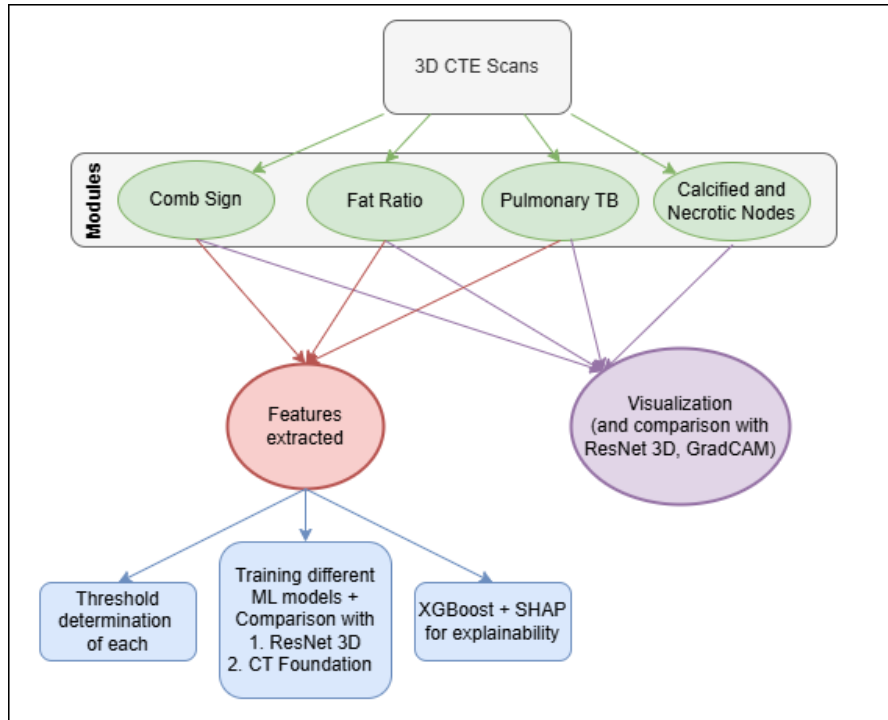 3D CTE Scans
Modules
Comb Sign
Fat Ratio
Pulmonary TB
Calcified and
Necrotic Nodes
Features
extracted
Visualization
(and comparison with
ResNet 3D, GradCAM)
Threshold
determination
of each
Training different
ML models +
Comparison with
1. ResNet 3D
2. CT Foundation
XGBoost + SHAP
for explainability